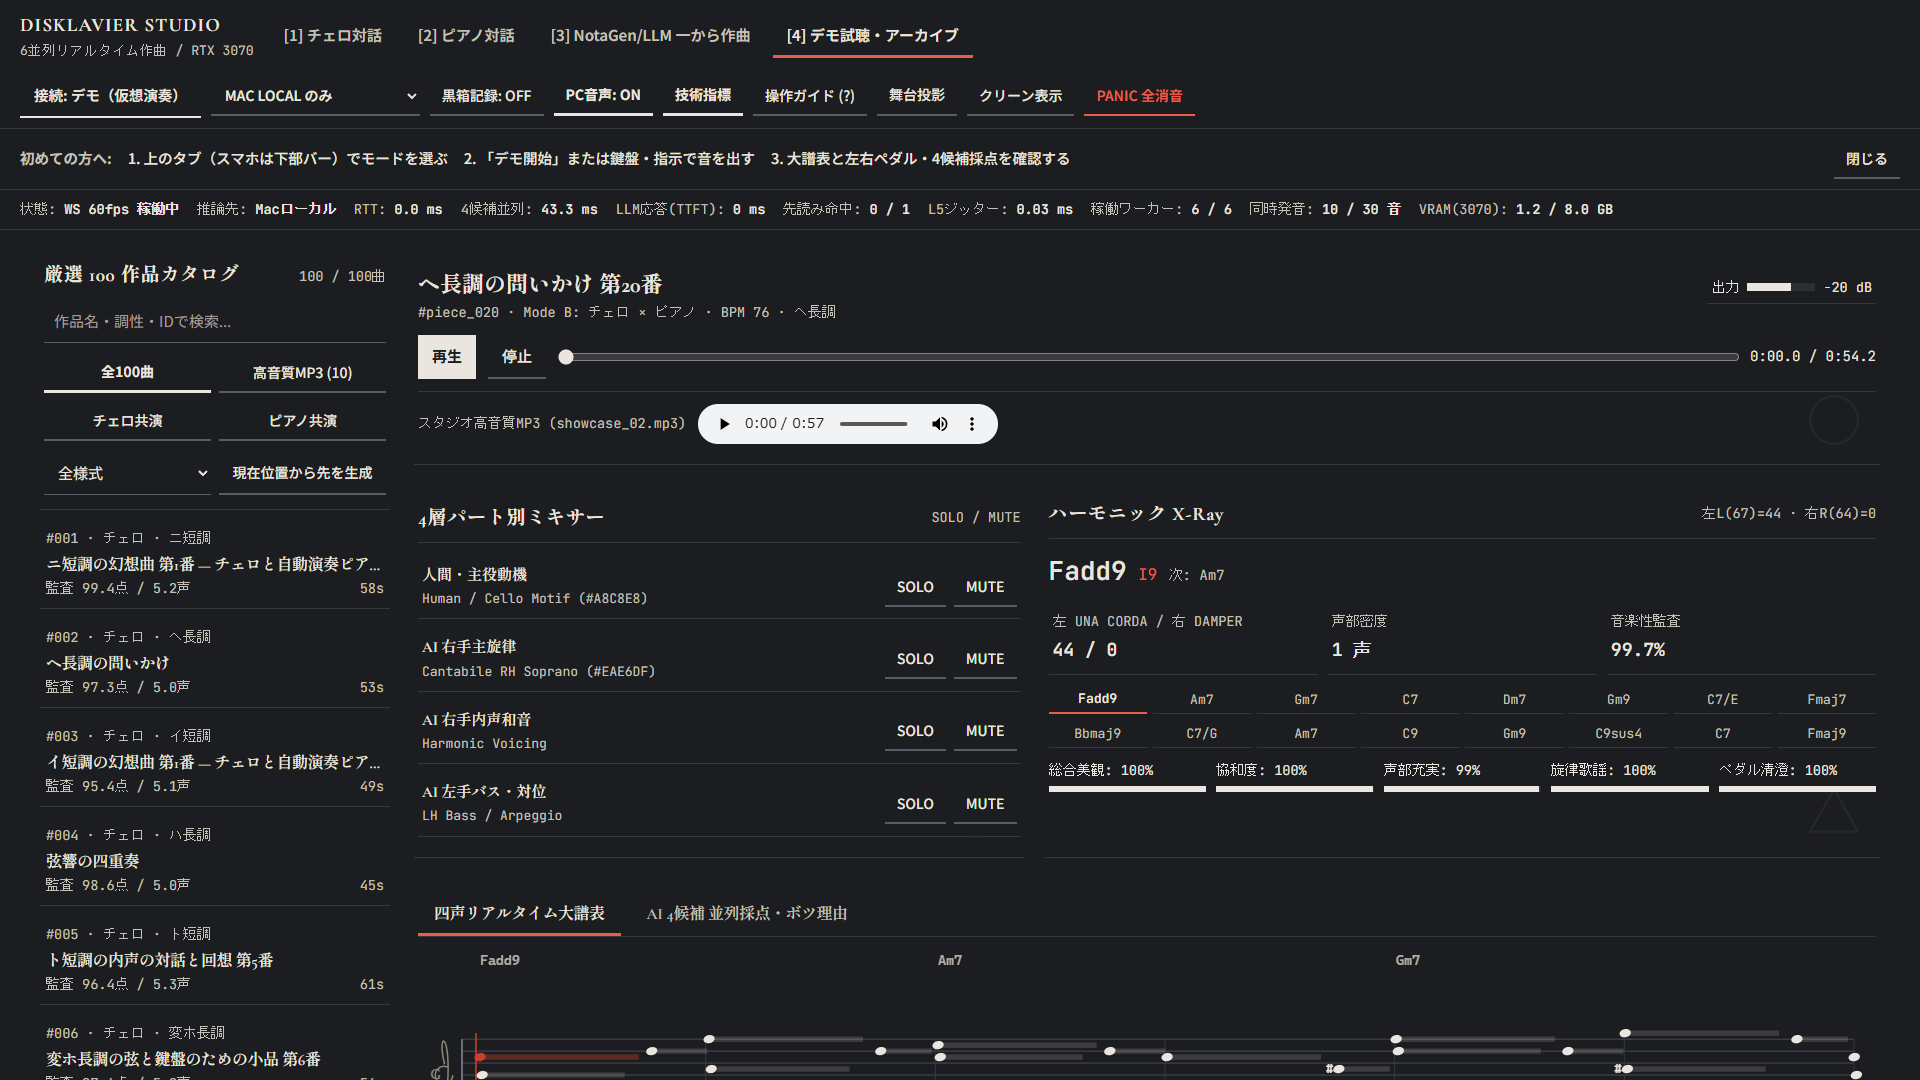 DISKLAVIER STUDIO
6並列リアルタイム作曲 / RTX 3070
[1] チェロ対話
[2] ピアノ対話
[3] NotaGen/LLM 一から作曲
[4] デモ試聴・アーカイブ
接続: デモ（仮想演奏）
MAC LOCAL のみ
黒箱記録: OFF
PC音声: ON
技術指標
操作ガイド (?)
舞台投影
クリーン表示
PANIC 全消音
初めての方へ: 1. 上のタブ（スマホは下部バー）でモードを選ぶ 2. 「デモ開始」または鍵盤・指示で音を出す 3. 大譜表と左右ペダル・4候補採点を確認する
閉じる
状態: WS 60fps 稼働中 推論先: Macローカル RTT: 0.0 ms 4候補並列: 43.3 ms LLM応答(TTFT): 0 ms 先読み命中: 0 / 1 L5ジッター: 0.03 ms 稼働ワーカー: 6 / 6 同時発音: 10 / 30 音 VRAM(3070): 1.2 / 8.0 GB
厳選 100 作品カタログ
100 / 100曲
作品名・調性・IDで検索...
全100曲
高音質MP3 (10)
チェロ共演
ピアノ共演
全様式
現在位置から先を生成
#001 · チェロ · ニ短調
ニ短調の幻想曲 第1番 — チェロと自動演奏ピア...
監査 99.4点 / 5.2声
58s
#002 · チェロ · ヘ長調
ヘ長調の問いかけ
監査 97.3点 / 5.0声
53s
#003 · チェロ · イ短調
イ短調の幻想曲 第1番 — チェロと自動演奏ピア...
監査 95.4点 / 5.1声
49s
#004 · チェロ · ハ長調
弦響の四重奏
監査 98.6点 / 5.0声
45s
#005 · チェロ · ト短調
ト短調の内声の対話と回想 第5番
監査 96.4点 / 5.3声
61s
#006 · チェロ · 変ホ長調
変ホ長調の弦と鍵盤のための小品 第6番
ヘ長調の問いかけ 第20番
#piece_020 · Mode B: チェロ × ピアノ · BPM 76 · ヘ長調
出力
-20 dB
再生
停止
0:00.0 / 0:54.2
スタジオ高音質MP3 (showcase_02.mp3)
0:00 / 0:57
4層パート別ミキサー
SOLO / MUTE
人間・主役動機
Human / Cello Motif (#A8C8E8)
SOLO
MUTE
AI 右手主旋律
Cantabile RH Soprano (#EAE6DF)
SOLO
MUTE
AI 右手内声和音
Harmonic Voicing
SOLO
MUTE
AI 左手バス・対位
LH Bass / Arpeggio
SOLO
MUTE
ハーモニック X-Ray
左L(67)=44 · 右R(64)=0
Fadd9 I9 次: Am7
左 UNA CORDA / 右 DAMPER
44 / 0
声部密度
1 声
音楽性監査
99.7%
Fadd9 Am7 Gm7 C7 Dm7 Gm9 C7/E Fmaj7
Bbmaj9 C7/G Am7 C9 Gm9 C9sus4 C7 Fmaj9
総合美観: 100%
協和度: 100%
声部充実: 99%
旋律歌謡: 100%
ペダル清澄: 100%
四声リアルタイム大譜表
AI 4候補 並列採点・ボツ理由
Fadd9
Am7
Gm7